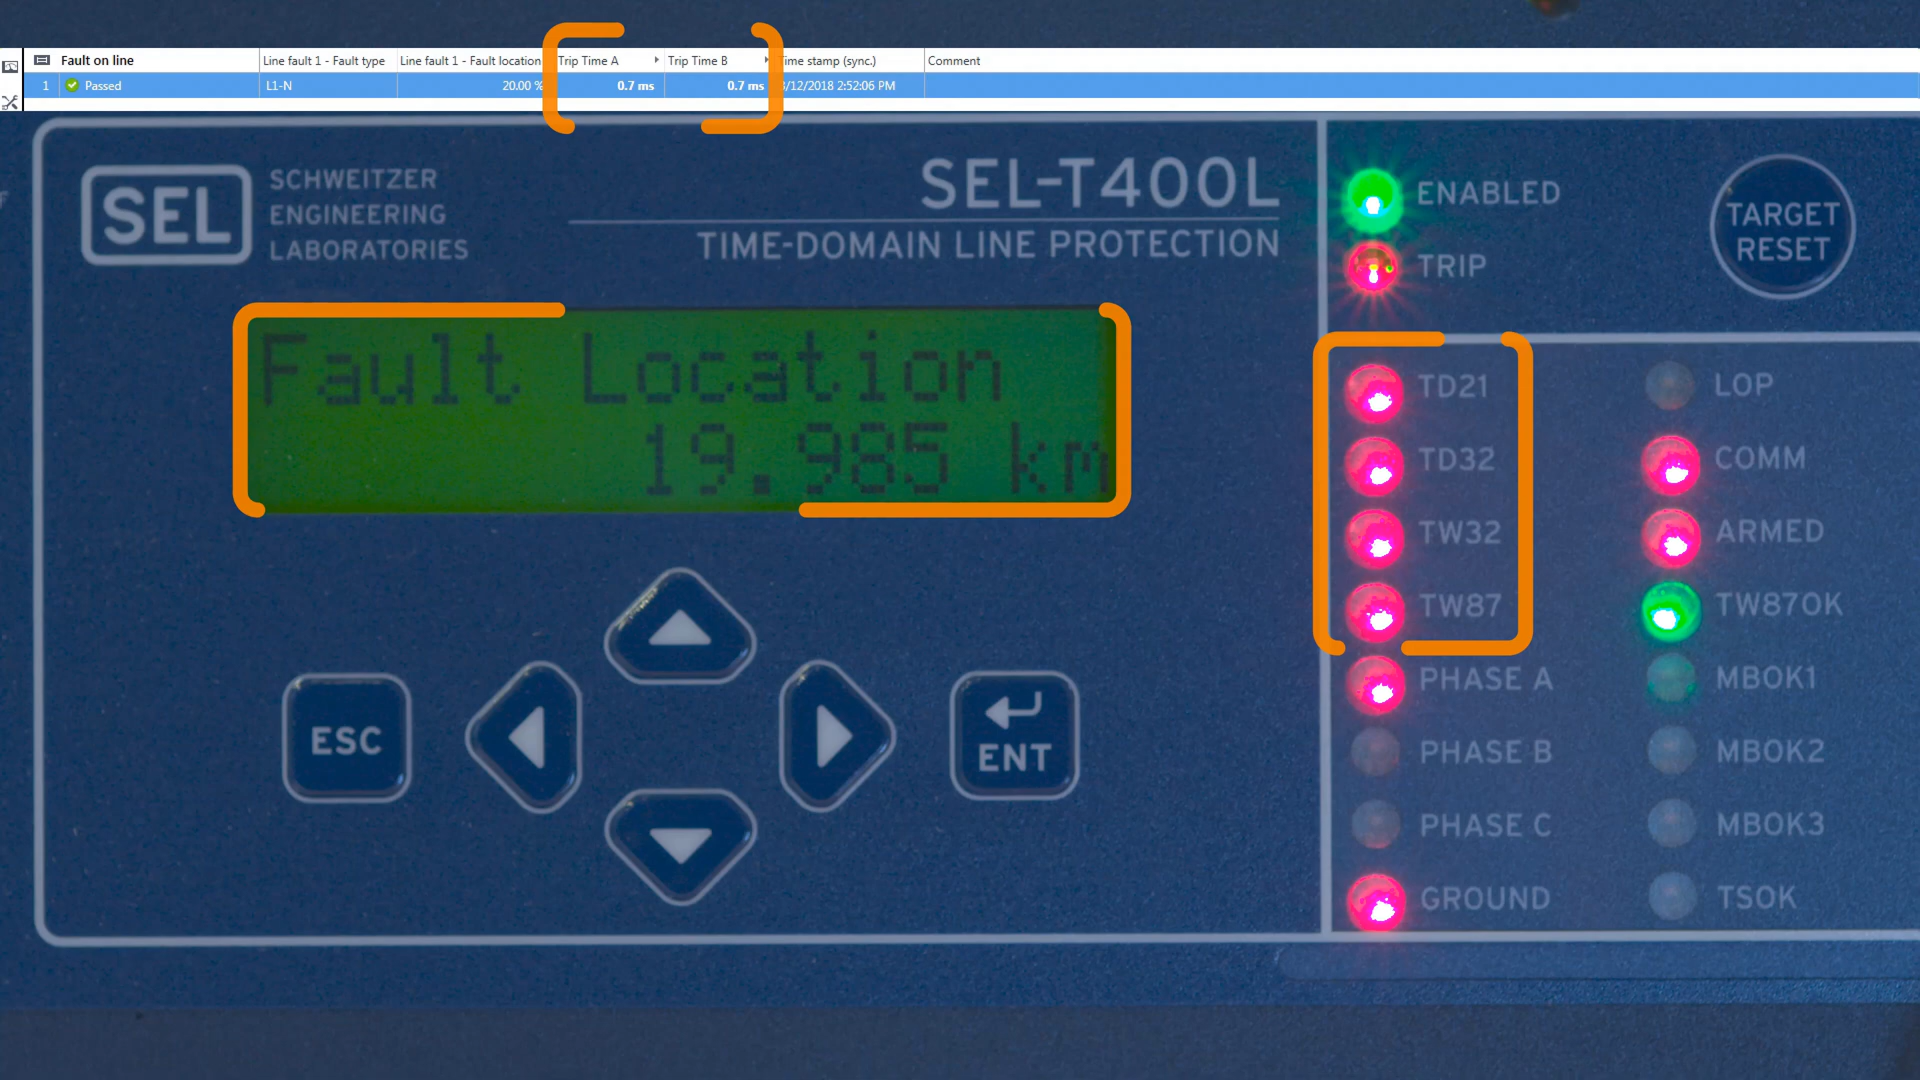 Fault on line Line fault 1 - Fault type Line fault 1 - Fault location Trip Time A Trip Time B Time stamp (sync.) Comment
1 Passed L1-N 20.00 % 0.7 ms 0.7 ms /12/2018 2:52:06 PM
SEL
SCHWEITZER
ENGINEERING
LABORATORIES
SEL-T400L
TIME-DOMAIN LINE PROTECTION
Fault Location
19.985 km
ESC
ENT
ENABLED
TRIP
TARGET
RESET
TD21
TD32
TW32
TW87
PHASE A
PHASE B
PHASE C
GROUND
LOP
COMM
ARMED
TW87OK
MBOK1
MBOK2
MBOK3
TSOK